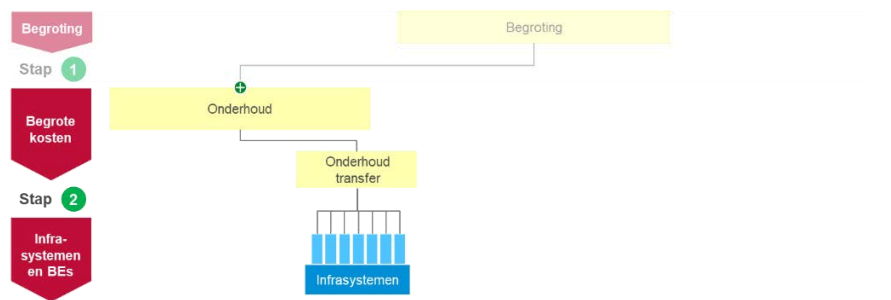 Begroting
Begroting
Stap 1
Begrote
kosten
Onderhoud
Onderhoud
transfer
Stap 2
Infra-
systemen
en BEs
Infrasystemen